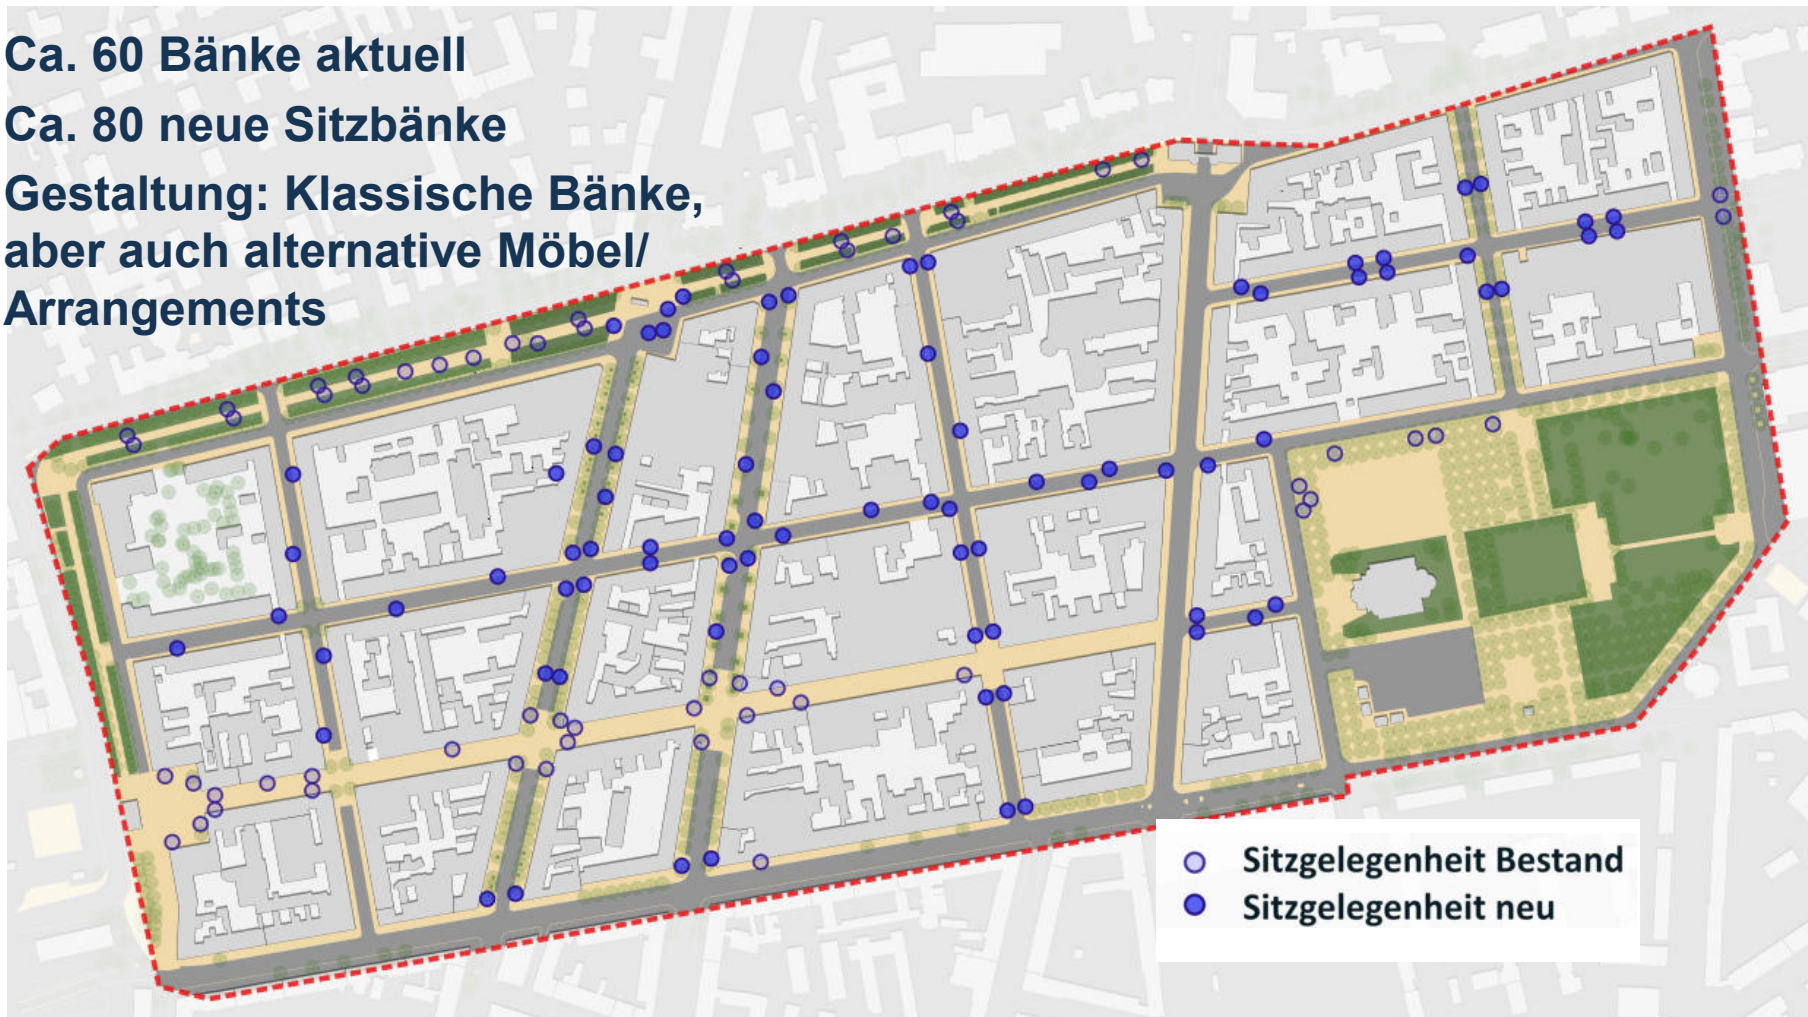 Ca. 60 Bänke aktuell
Ca. 80 neue Sitzbänke
Gestaltung: Klassische Bänke,
aber auch alternative Möbel/
Arrangements
Sitzgelegenheit Bestand
Sitzgelegenheit neu